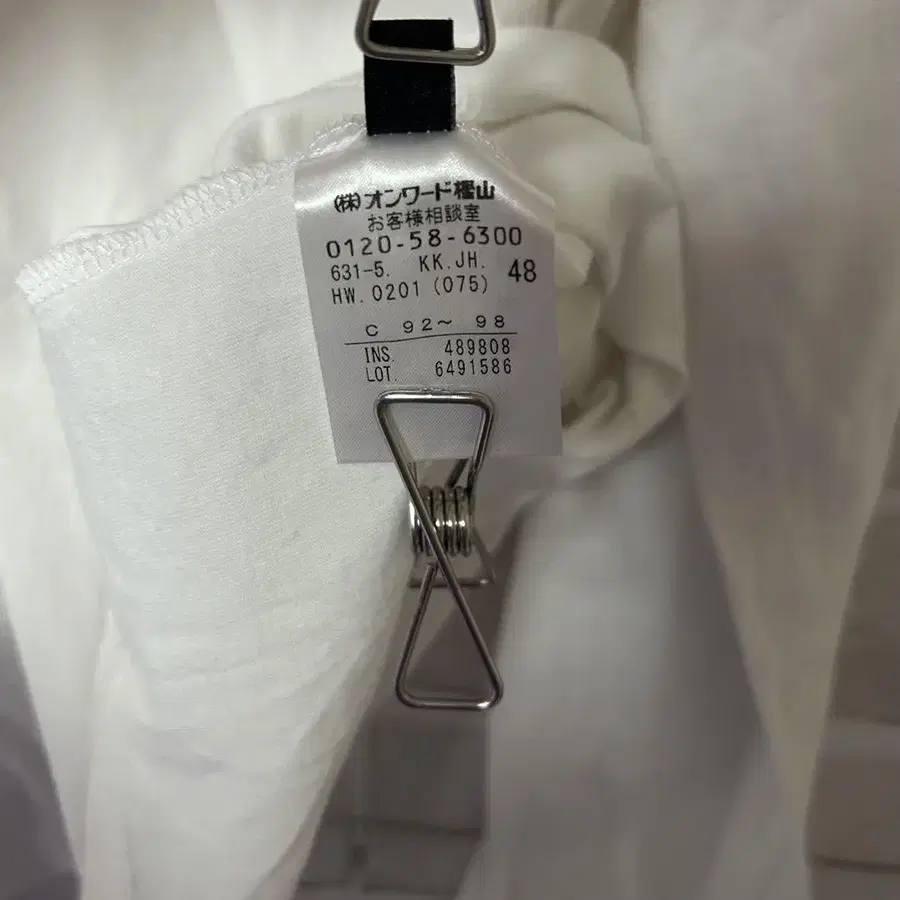 (株)オンワード樫山
お客様相談室
0120-58-6300
631-5. KK.JH. 48
HW.0201(075)
C 92~ 98
INS. 489808
LOT. 6491586